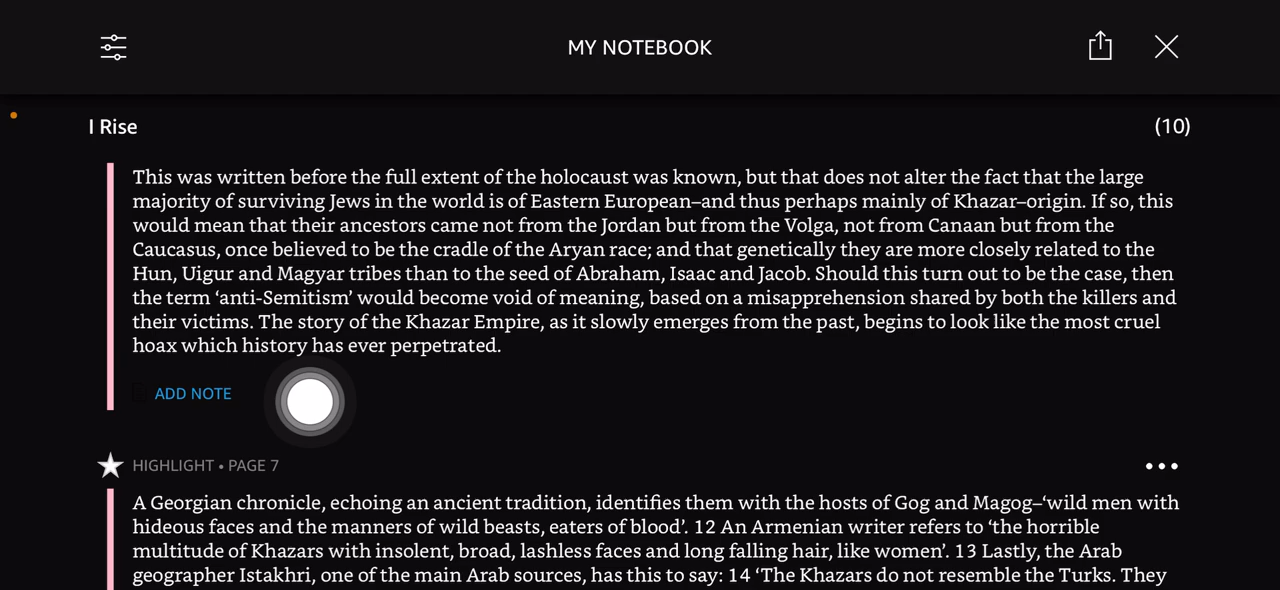 MY NOTEBOOK
I Rise (10)
This was written before the full extent of the holocaust was known, but that does not alter the fact that the large
majority of surviving Jews in the world is of Eastern European–and thus perhaps mainly of Khazar–origin. If so, this
would mean that their ancestors came not from the Jordan but from the Volga, not from Canaan but from the
Caucasus, once believed to be the cradle of the Aryan race; and that genetically they are more closely related to the
Hun, Uigur and Magyar tribes than to the seed of Abraham, Isaac and Jacob. Should this turn out to be the case, then
the term ‘anti-Semitism’ would become void of meaning, based on a misapprehension shared by both the killers and
their victims. The story of the Khazar Empire, as it slowly emerges from the past, begins to look like the most cruel
hoax which history has ever perpetrated.
ADD NOTE
HIGHLIGHT • PAGE 7
A Georgian chronicle, echoing an ancient tradition, identifies them with the hosts of Gog and Magog–‘wild men with
hideous faces and the manners of wild beasts, eaters of blood’. 12 An Armenian writer refers to ‘the horrible
multitude of Khazars with insolent, broad, lashless faces and long falling hair, like women’. 13 Lastly, the Arab
geographer Istakhri, one of the main Arab sources, has this to say: 14 ‘The Khazars do not resemble the Turks. They